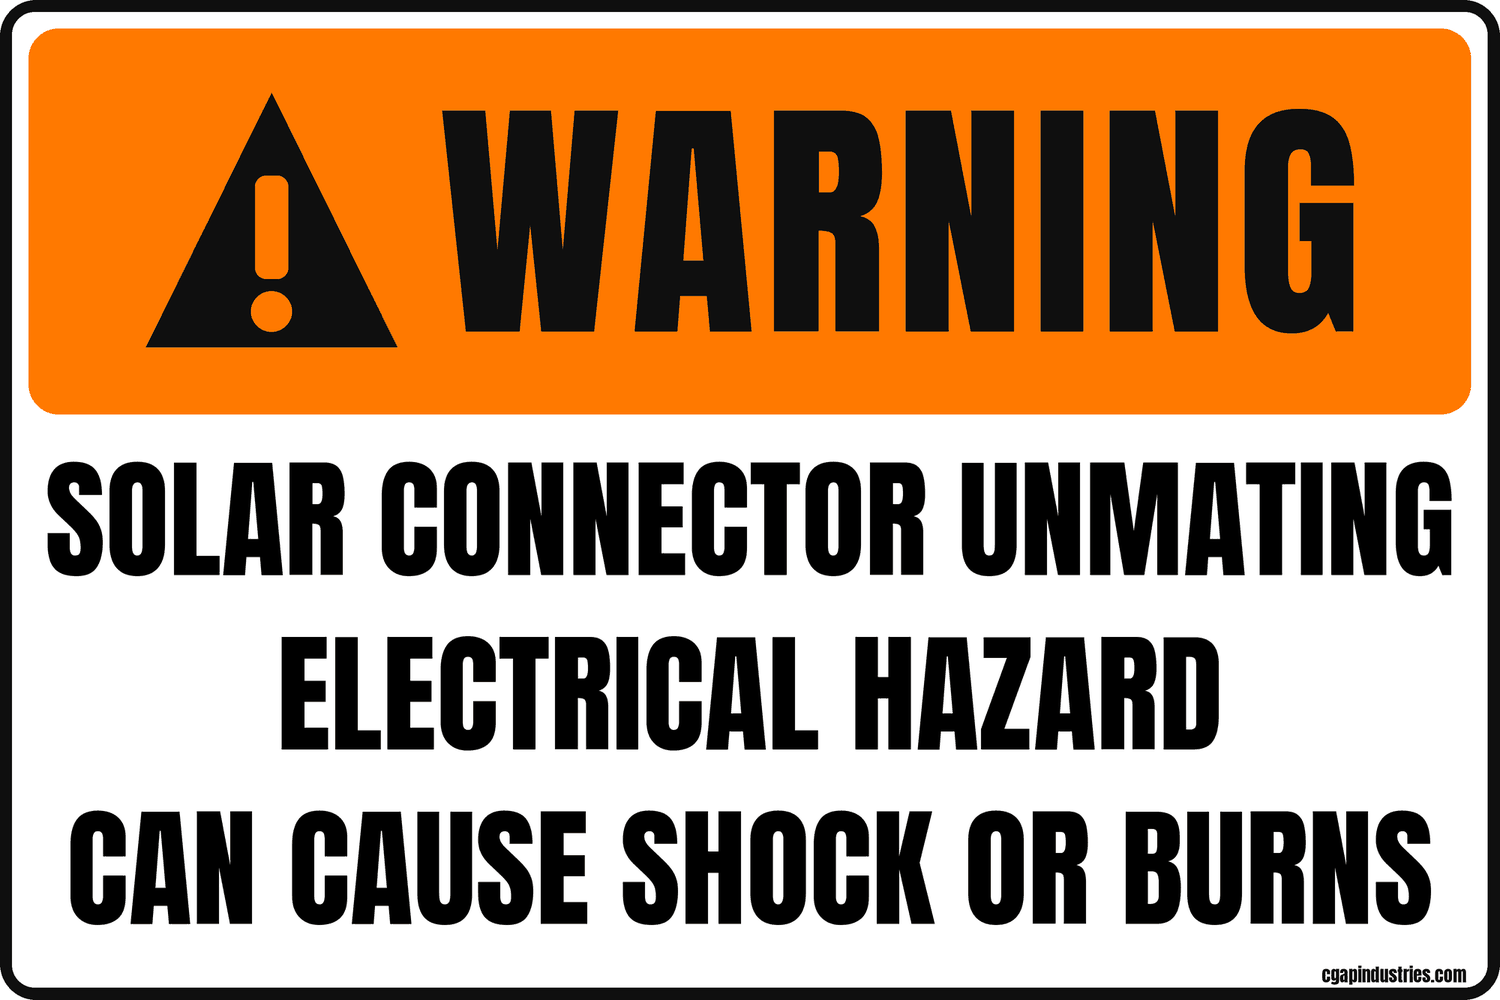 WARNING
SOLAR CONNECTOR UNMATING
ELECTRICAL HAZARD
CAN CAUSE SHOCK OR BURNS
cgapindustries.com